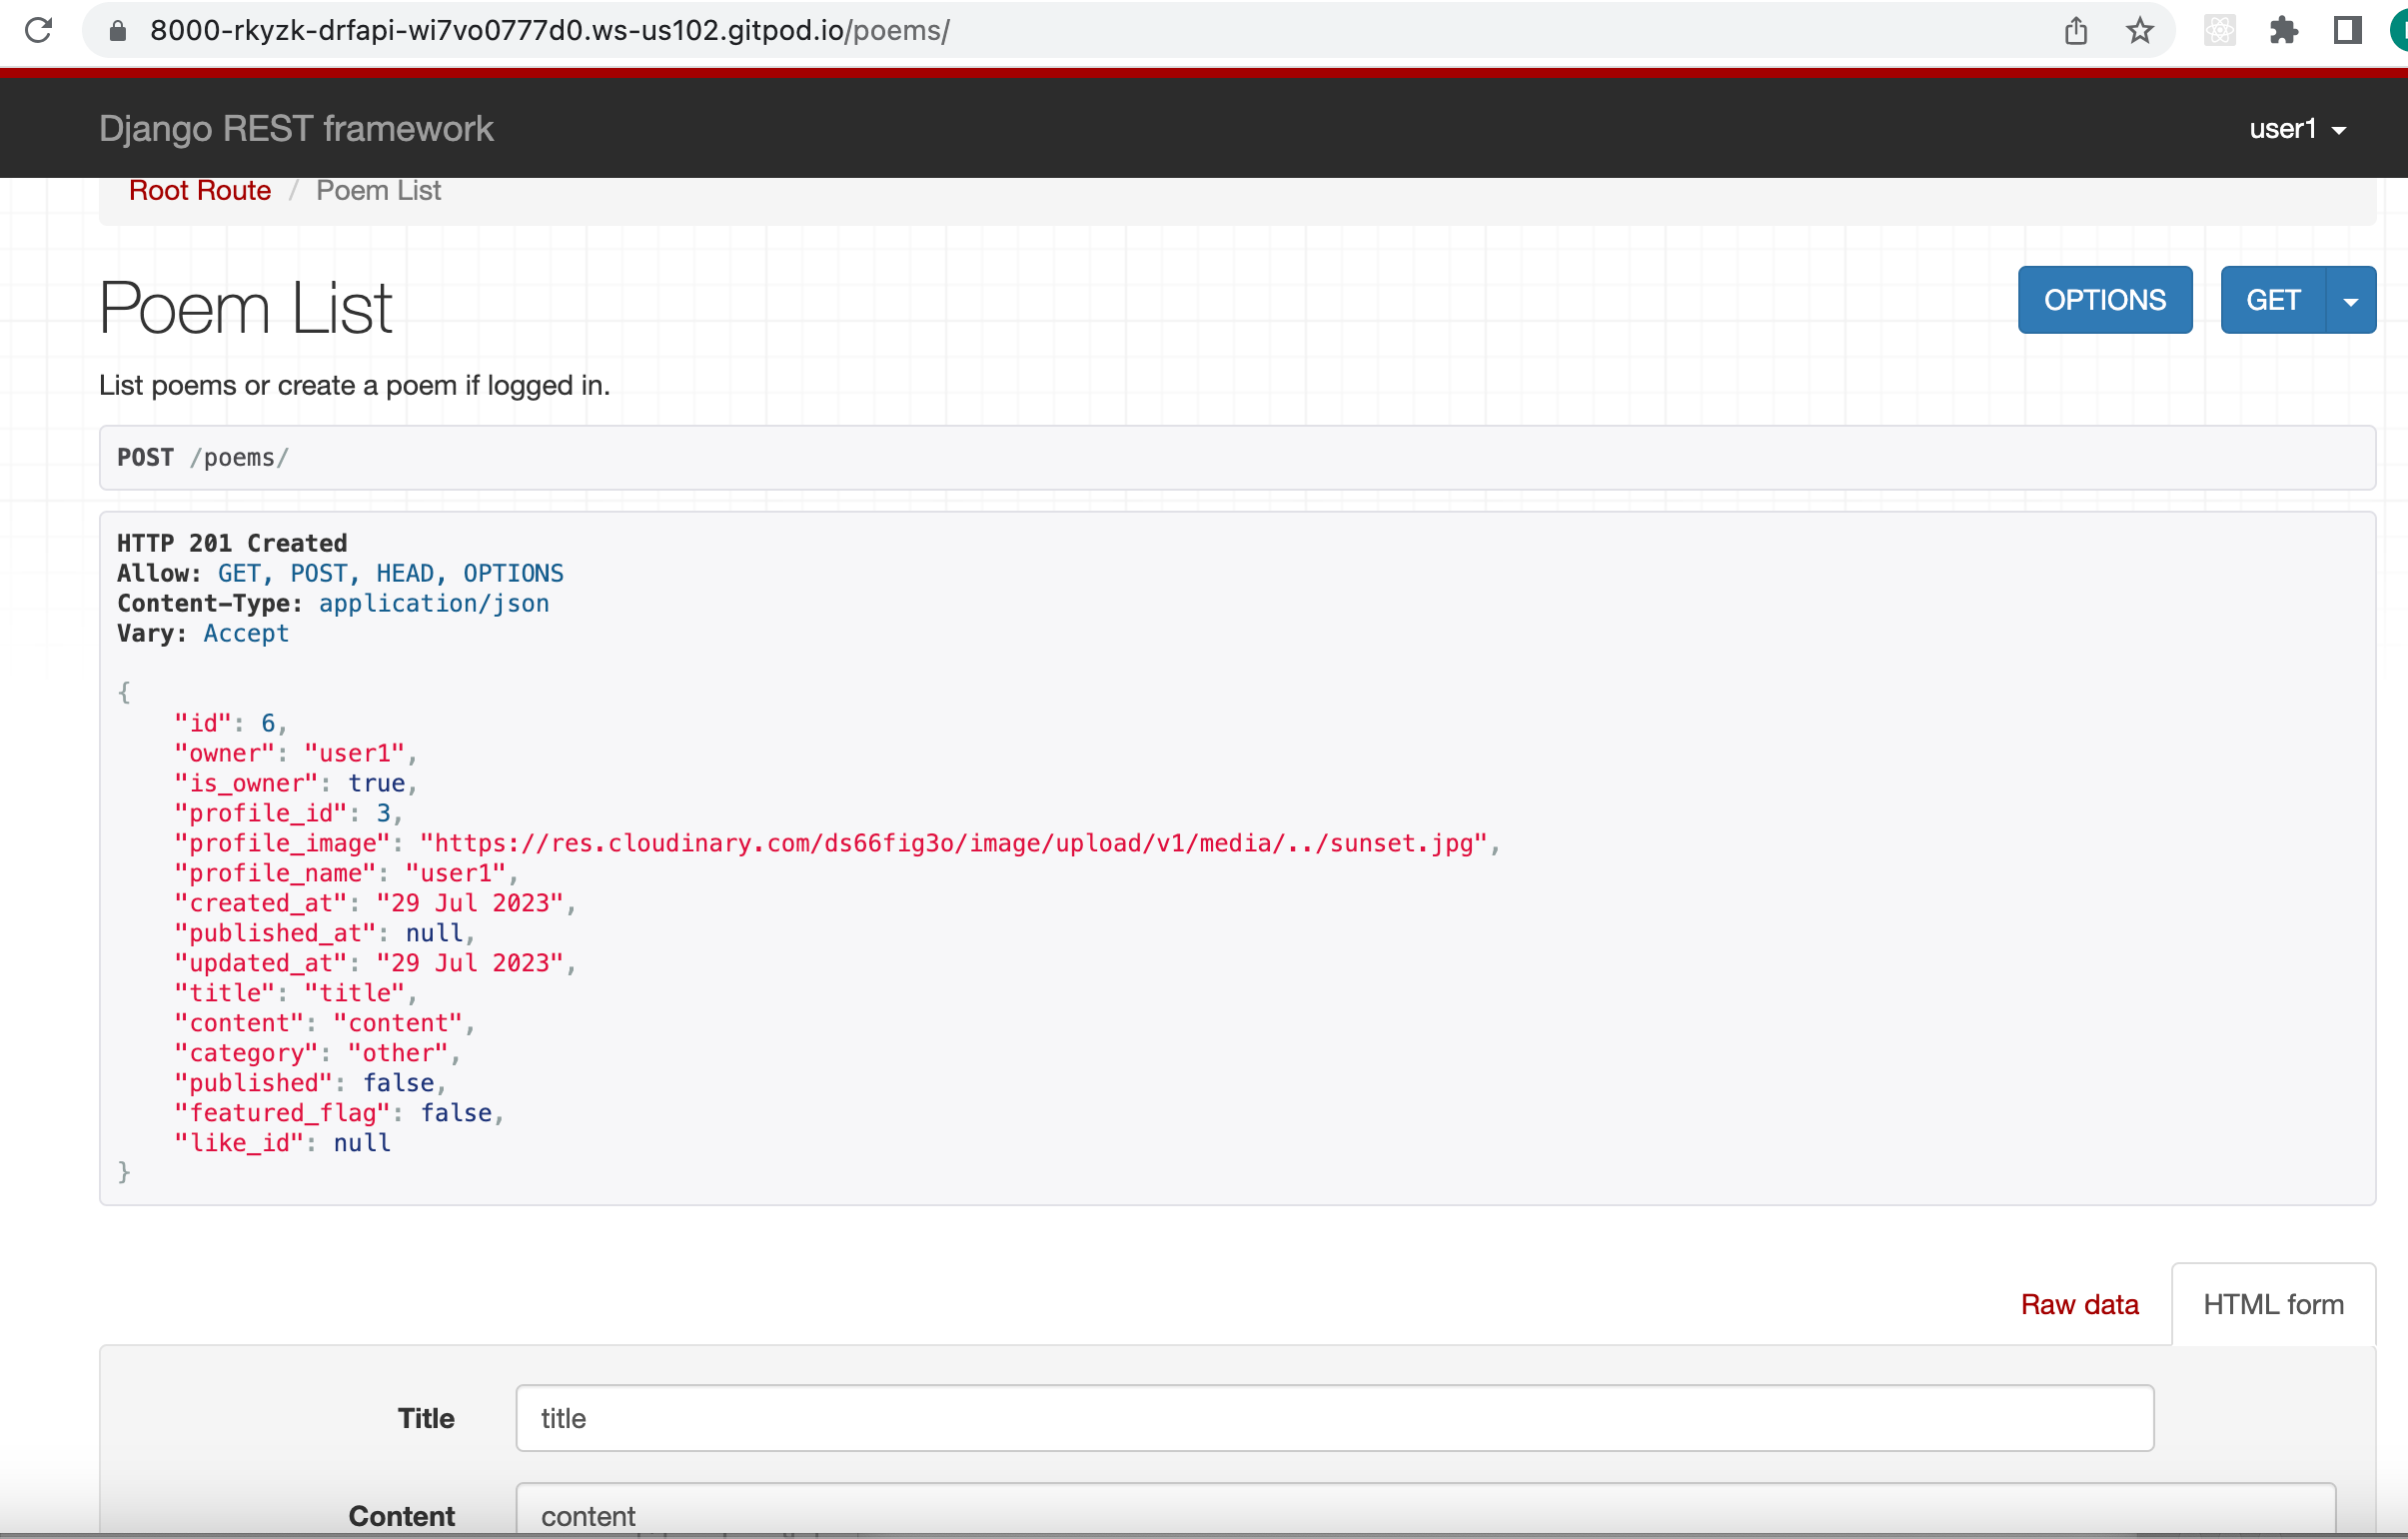 8000-rkyzk-drfapi-wi7vo0777d0.ws-us102.gitpod.io/poems/
Django REST framework
user1
Root Route / Poem List
Poem List
OPTIONS
GET
List poems or create a poem if logged in.
POST /poems/
HTTP 201 Created
Allow: GET, POST, HEAD, OPTIONS
Content-Type: application/json
Vary: Accept
{
    "id": 6,
    "owner": "user1",
    "is_owner": true,
    "profile_id": 3,
    "profile_image": "https://res.cloudinary.com/ds66fig3o/image/upload/v1/media/../sunset.jpg",
    "profile_name": "user1",
    "created_at": "29 Jul 2023",
    "published_at": null,
    "updated_at": "29 Jul 2023",
    "title": "title",
    "content": "content",
    "category": "other",
    "published": false,
    "featured_flag": false,
    "like_id": null
}
Raw data
HTML form
Title
title
Content
content